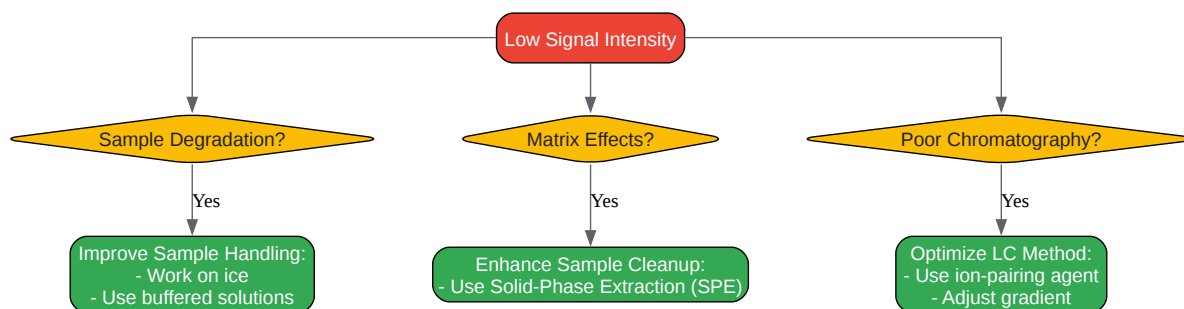 Low Signal Intensity
Sample Degradation?
Matrix Effects?
Poor Chromatography?
Yes
Yes
Yes
Improve Sample Handling:
- Work on ice
- Use buffered solutions
Enhance Sample Cleanup:
- Use Solid-Phase Extraction (SPE)
Optimize LC Method:
- Use ion-pairing agent
- Adjust gradient